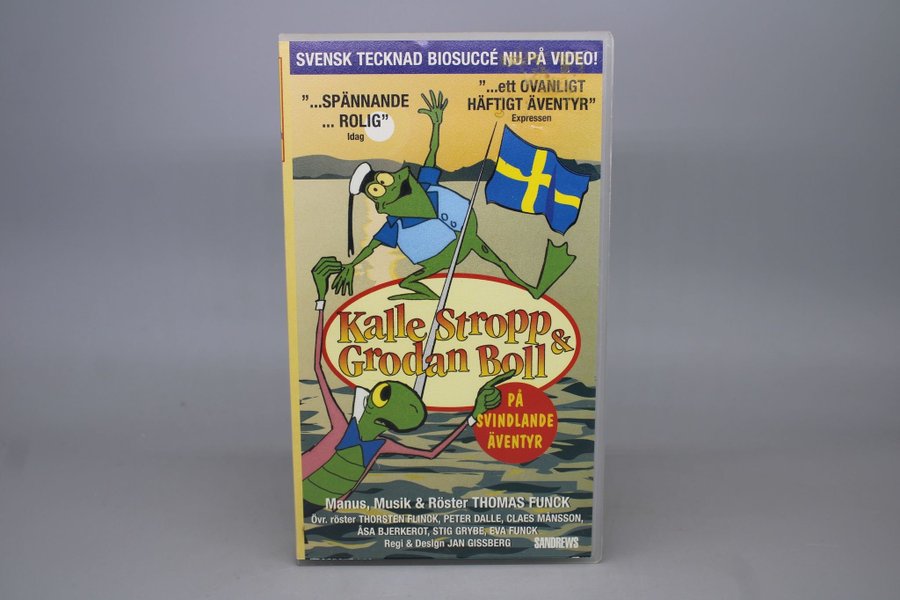 SVENSK TECKNAD BIOSUCCÉ NU PÅ VIDEO!
"...SPÄNNANDE
... ROLIG"
Idag
"...ett OVANLIGT
HÄFTIGT ÄVENTYR"
Expressen
Kalle Stropp
& Grodan Boll
PÅ
SVINDLANDE
ÄVENTYR
Manus, Musik & Röster THOMAS FUNCK
Övr. röster THORSTEN FLINCK, PETER DALLE, CLAES MÅNSSON,
ÅSA BJERKEROT, STIG GRYBE, EVA FUNCK
Regi & Design JAN GISSBERG
SANDREWS